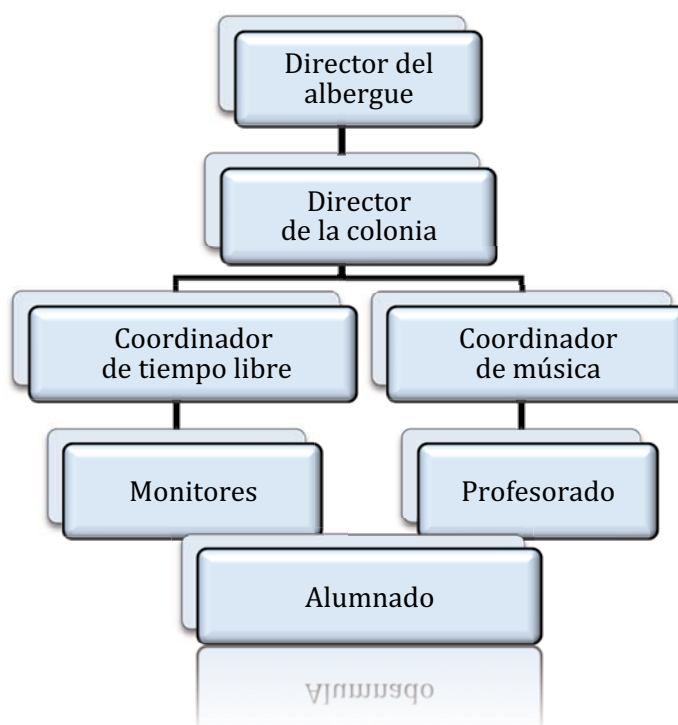 Director del
albergue
Director
de la colonia
Coordinador
de tiempo libre
Coordinador
de música
Monitores
Profesorado
Alumnado